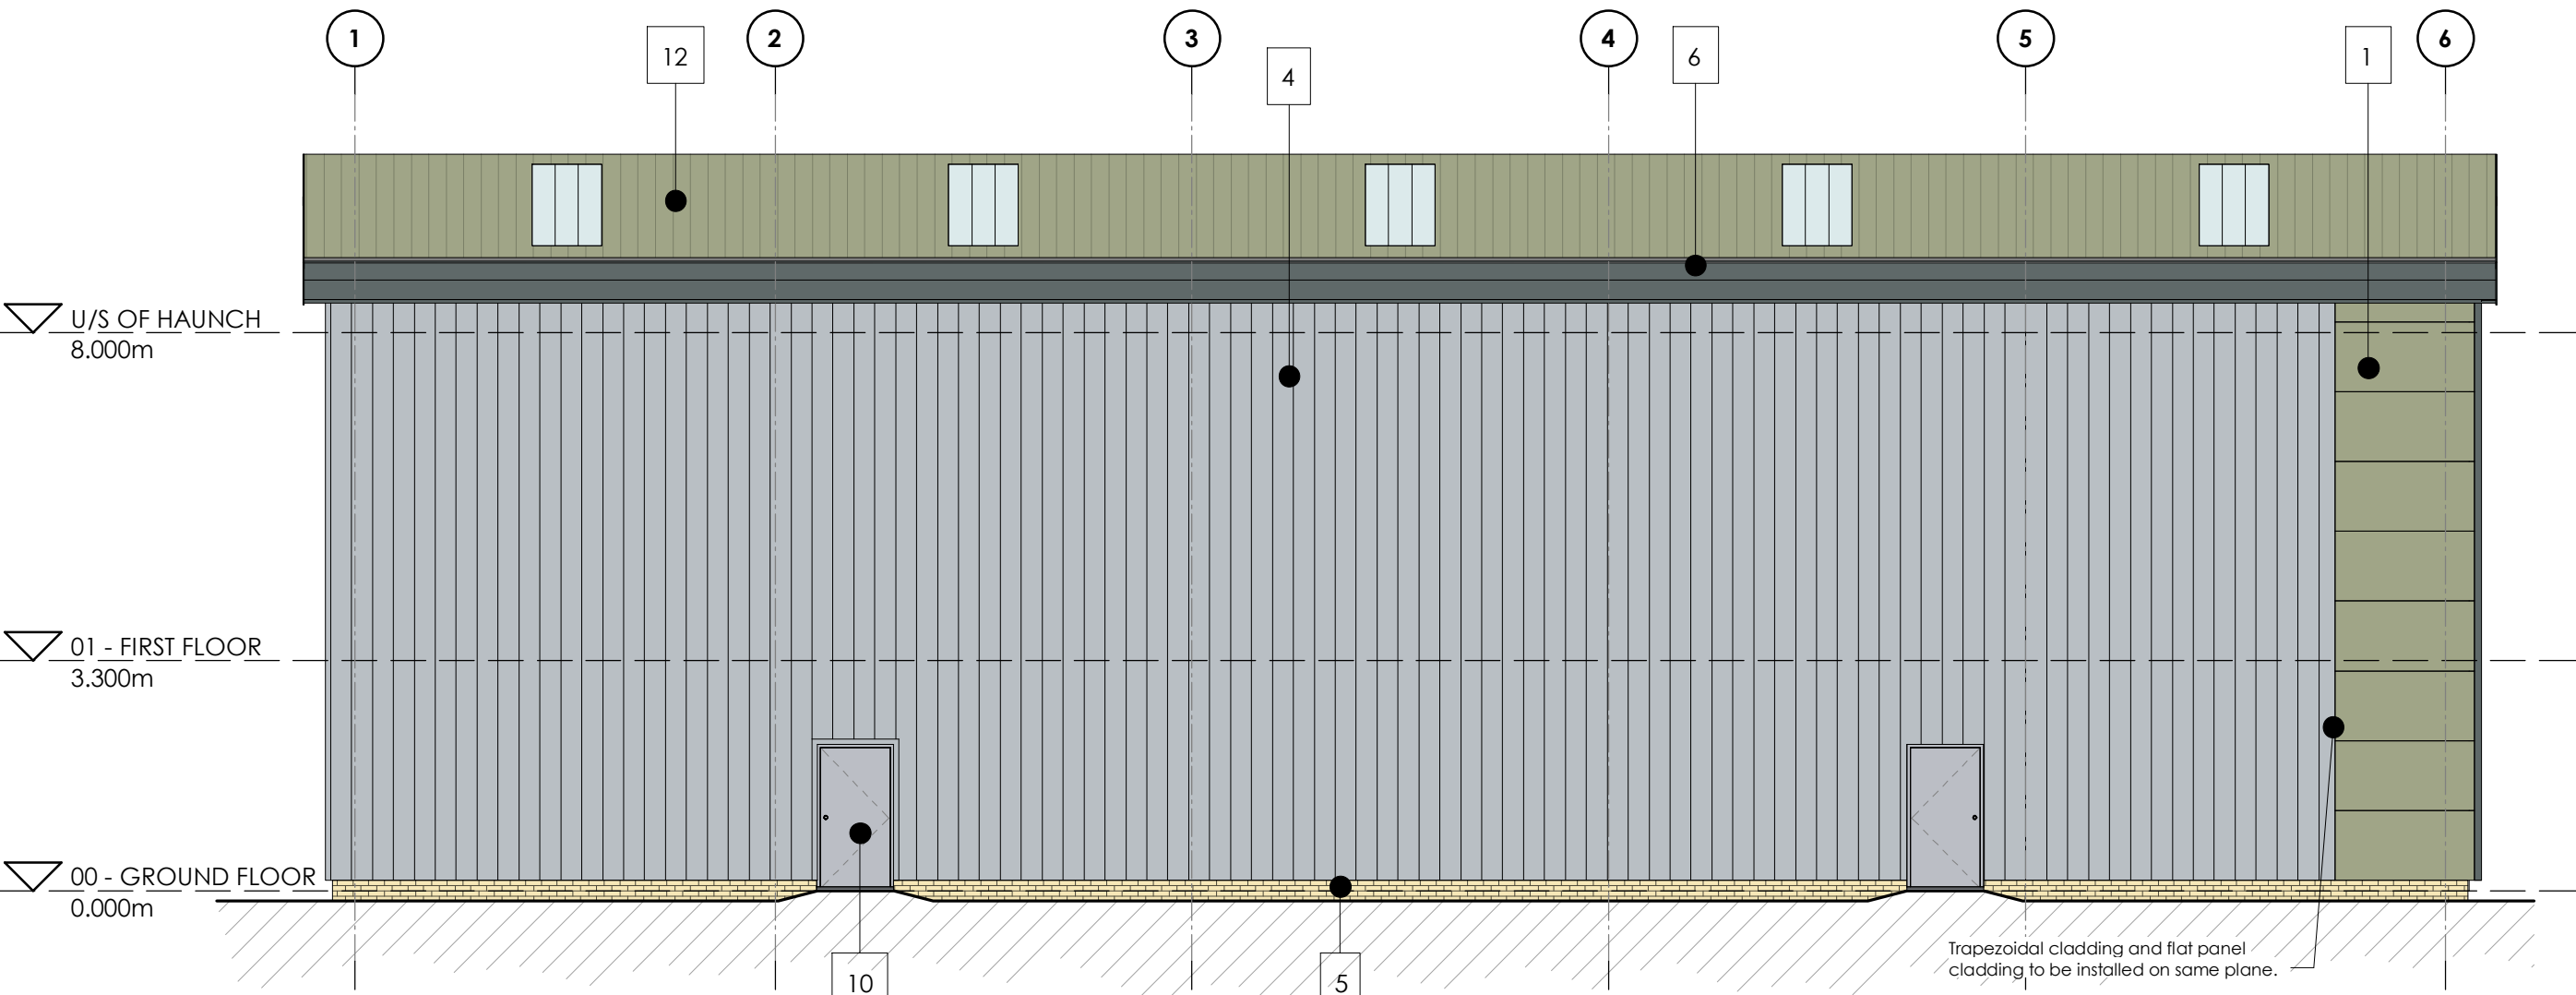 1
12
2
3
4
4
6
5
1
6
U/S OF HAUNCH
8.000m
01 - FIRST FLOOR
3.300m
00 - GROUND FLOOR
0.000m
10
5
Trapezoidal cladding and flat panel
cladding to be installed on same plane.